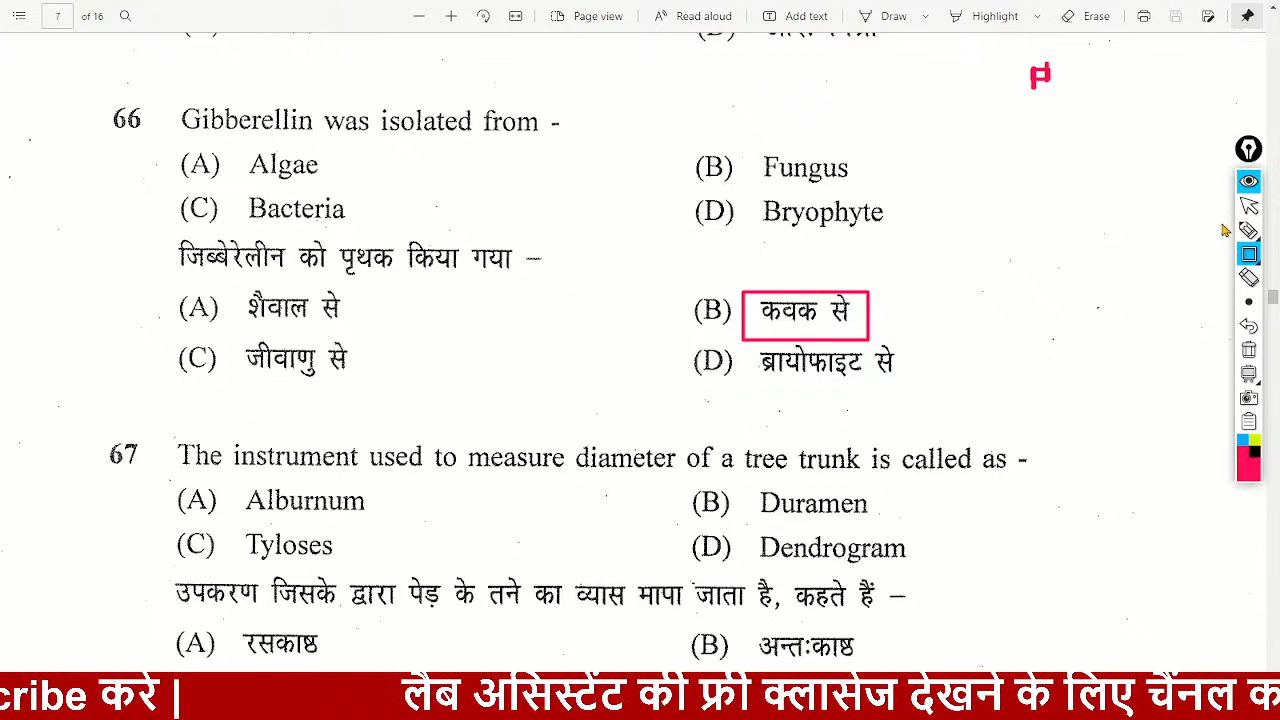 7 of 16 Page view Read aloud Add text Draw Highlight Erase
66 Gibberellin was isolated from -
(A) Algae (B) Fungus
(C) Bacteria (D) Bryophyte
जिब्बेरेलीन को पृथक किया गया –
(A) शैवाल से (B) कवक से
(C) जीवाणु से (D) ब्रायोफाइट से
67 The instrument used to measure diameter of a tree trunk is called as -
(A) Alburnum (B) Duramen
(C) Tyloses (D) Dendrogram
उपकरण जिसके द्वारा पेड़ के तने का व्यास मापा जाता है, कहते हैं –
(A) रसकाष्ठ (B) अन्तःकाष्ठ
cribe करे | लैब असिस्टेंट की फ्री क्लासेज देखने के लिए चैंनल क